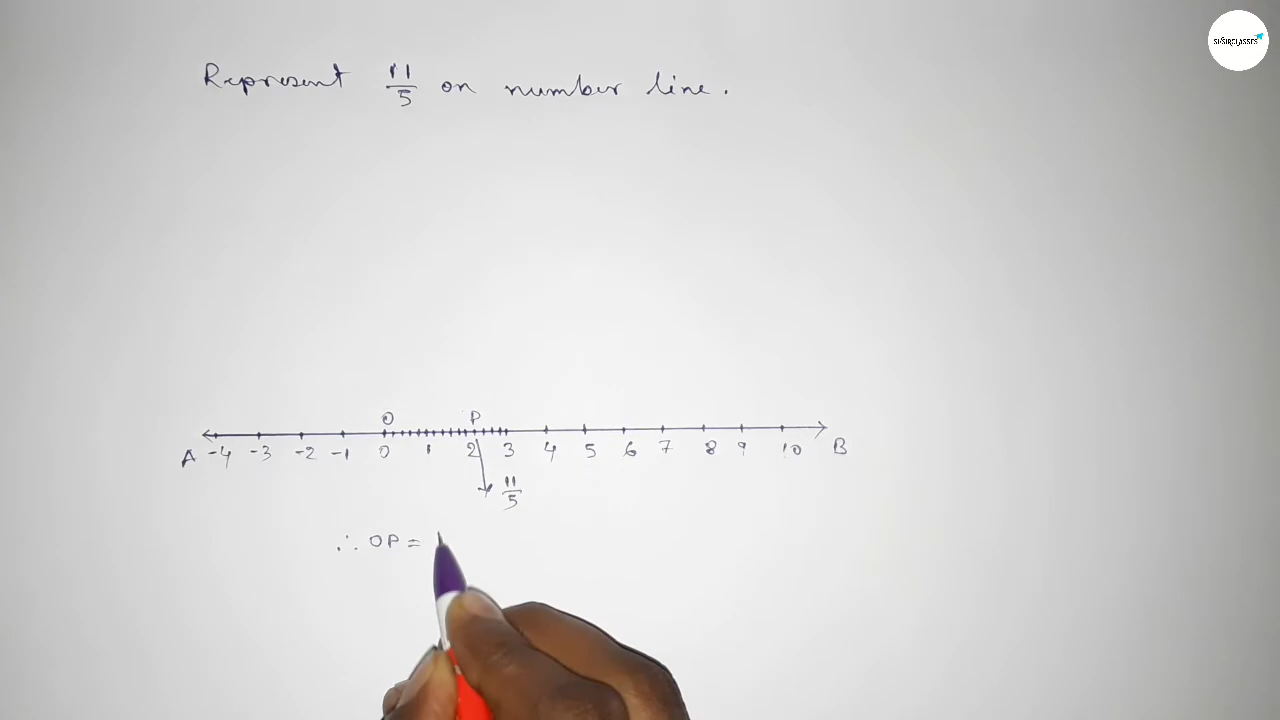 SISIRCLASSES
Represent 11/5 on number line.
O P
A -4 -3 -2 -1 0 1 2 3 4 5 6 7 8 9 10 B
11/5
∴ OP =